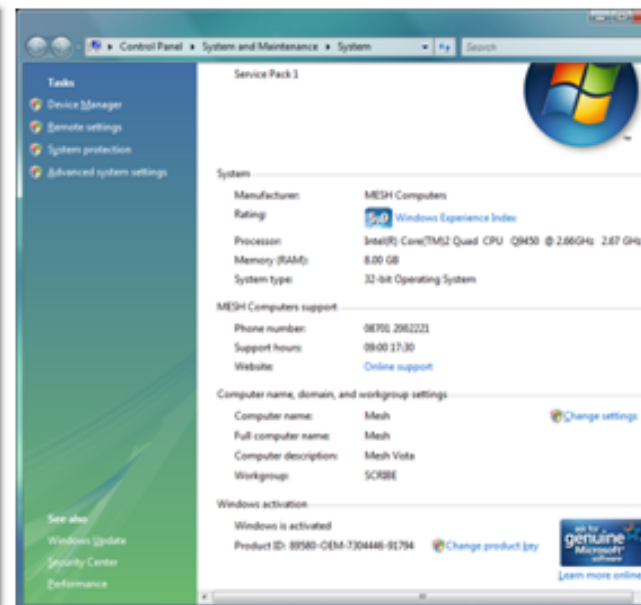 Control Panel ▸ System and Maintenance ▸ System
Search
Tasks
Device Manager
Remote settings
System protection
Advanced system settings
See also
Windows Update
Security Center
Performance
Service Pack 1
System
Manufacturer: MESH Computers
Rating: 5.9 Windows Experience Index
Processor: Intel(R) Core(TM)2 Quad CPU Q9450 @ 2.66GHz 2.67 GHz
Memory (RAM): 8.00 GB
System type: 32-bit Operating System
MESH Computers support
Phone number: 08701 2002221
Support hours: 09:00 17:30
Website: Online support
Computer name, domain, and workgroup settings
Computer name: Mesh
Change settings
Full computer name: Mesh
Computer description: Mesh Vista
Workgroup: SCRIBE
Windows activation
Windows is activated
Product ID: 89580-OEM-7304446-91794
Change product key
ask for
genuine
Microsoft
software
Learn more online